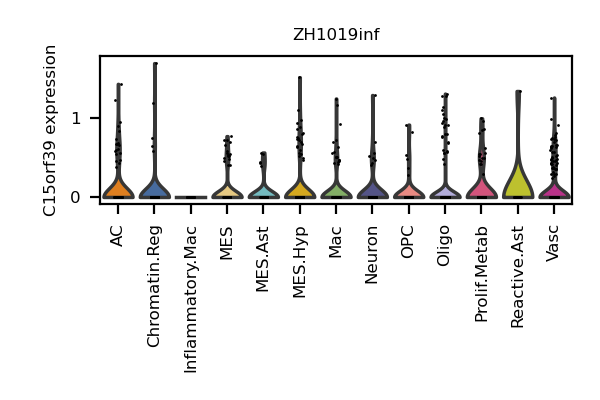 ZH1019inf
C15orf39 expression
1
0
AC
Chromatin.Reg
Inflammatory.Mac
MES
MES.Ast
MES.Hyp
Mac
Neuron
OPC
Oligo
Prolif.Metab
Reactive.Ast
Vasc